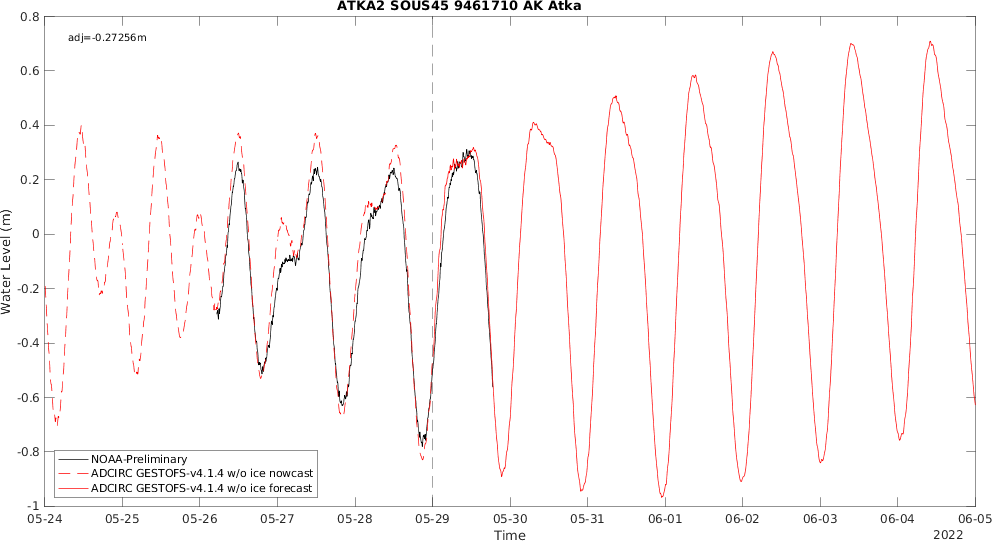 ATKA2 SOUS45 9461710 AK Atka
adj=-0.27256m
0.8
0.6
0.4
0.2
0
-0.2
-0.4
-0.6
-0.8
-1
Water Level (m)
NOAA-Preliminary
ADCIRC GESTOFS-v4.1.4 w/o ice nowcast
ADCIRC GESTOFS-v4.1.4 w/o ice forecast
05-24 05-25 05-26 05-27 05-28 05-29 05-30 05-31 06-01 06-02 06-03 06-04 06-05
Time
2022